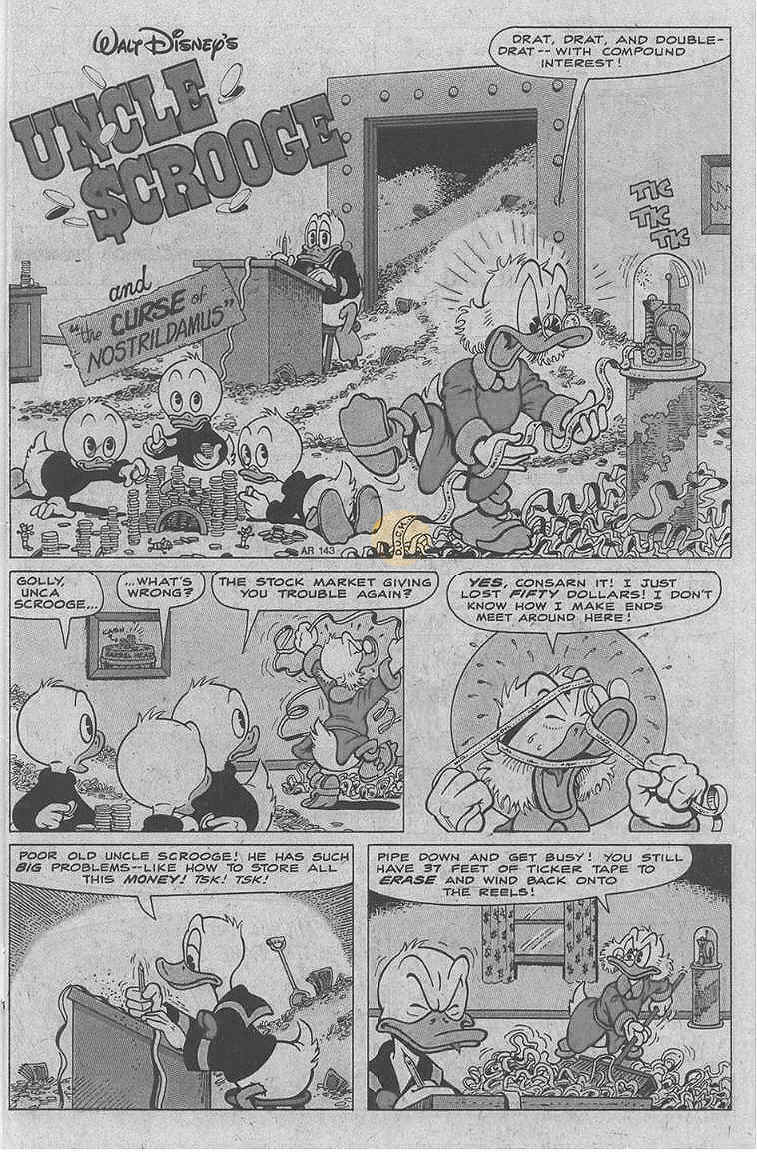 WALT DISNEY'S
UNCLE
$CROOGE
and
"the CURSE of
NOSTRILDAMUS"
DRAT, DRAT, AND DOUBLE-
DRAT-- WITH COMPOUND
INTEREST!
TIC
TIC
TIC
D.U.C.K.
AR 143
GOLLY,
UNCA
SCROOGE...
...WHAT'S
WRONG?
THE STOCK MARKET GIVING
YOU TROUBLE AGAIN?
CASH
BARREL HEAD
YES, CONSARN IT! I JUST
LOST FIFTY DOLLARS! I DON'T
KNOW HOW I MAKE ENDS
MEET AROUND HERE!
POOR OLD UNCLE SCROOGE! HE HAS SUCH
BIG PROBLEMS--LIKE HOW TO STORE ALL
THIS MONEY! TSK! TSK!
PIPE DOWN AND GET BUSY! YOU STILL
HAVE 37 FEET OF TICKER TAPE TO
ERASE AND WIND BACK ONTO
THE REELS!